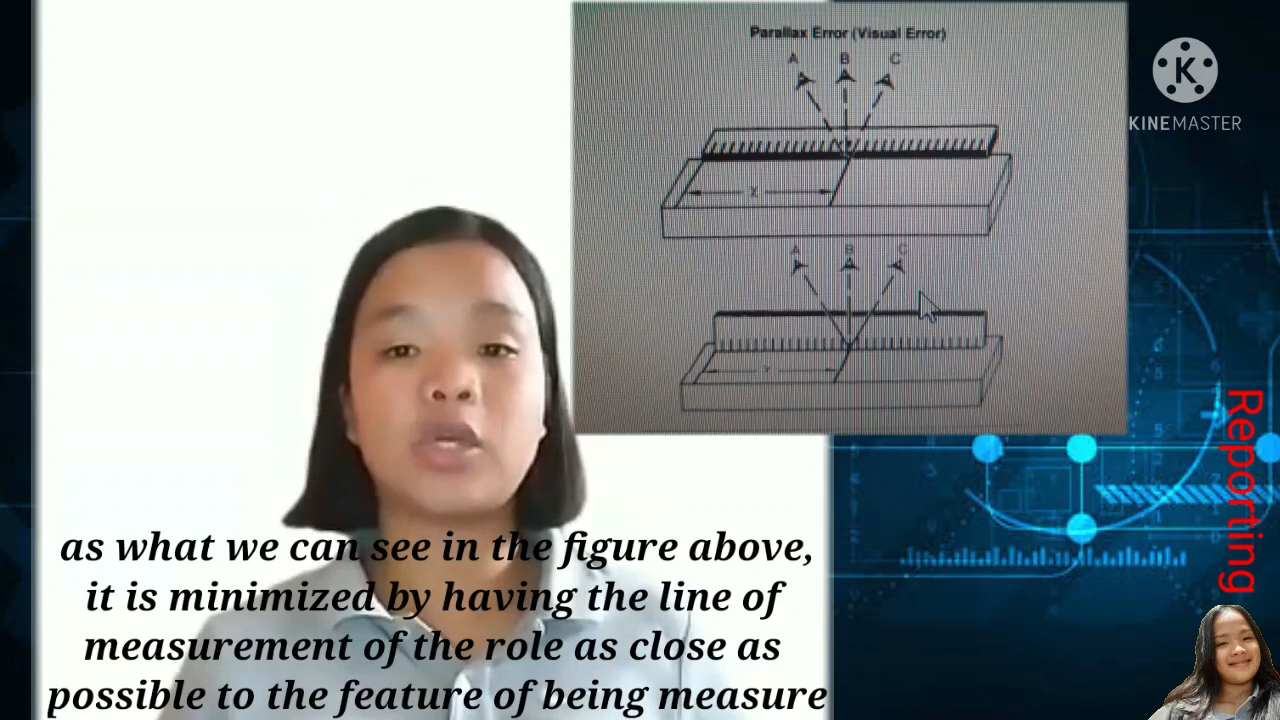 Parallax Error (Visual Error)
A B C
X
A B C
K
KINEMASTER
Reporting
as what we can see in the figure above,
it is minimized by having the line of
measurement of the role as close as
possible to the feature of being measure